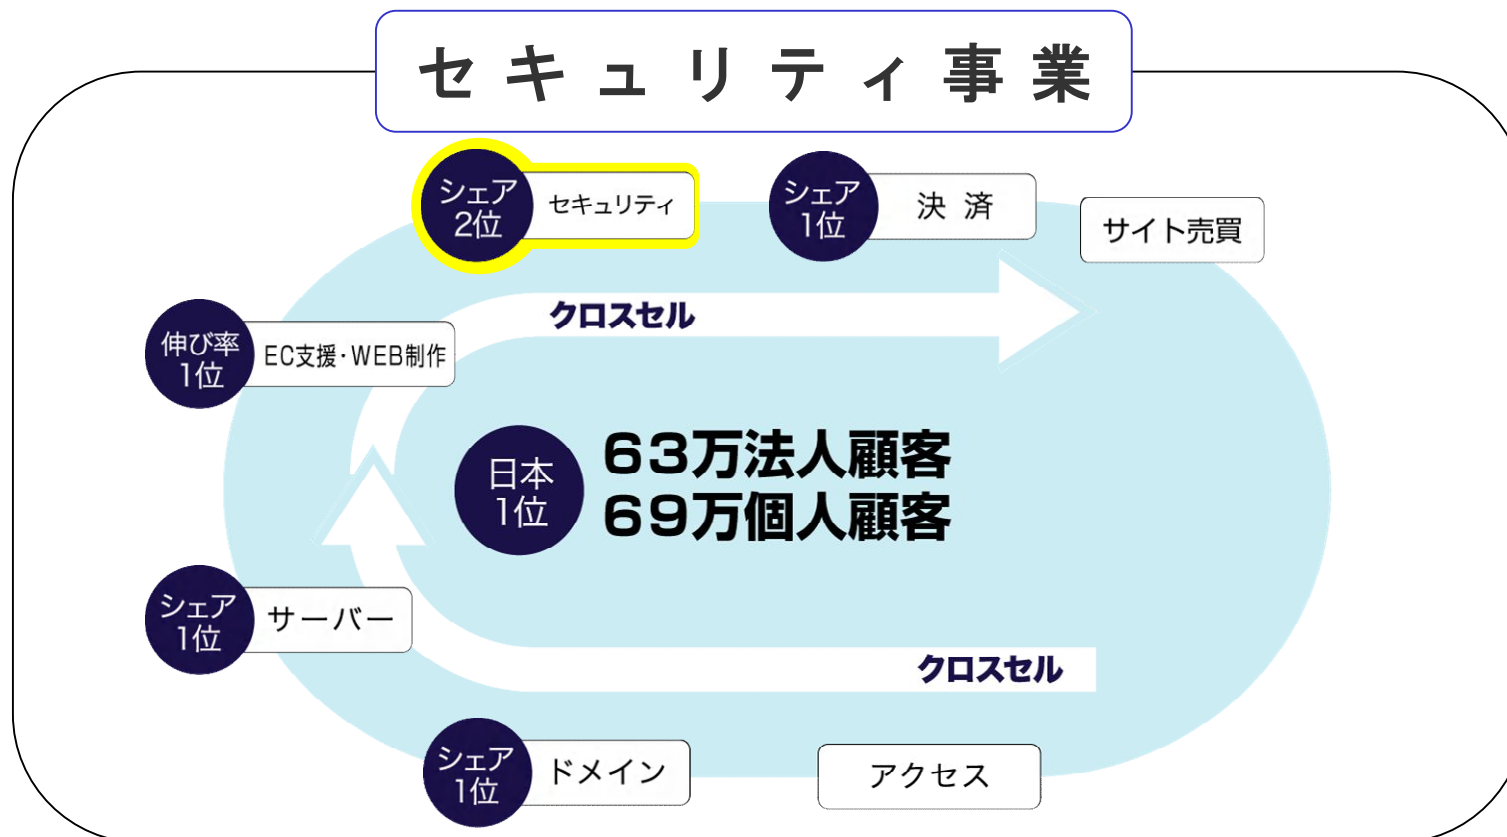 セキュリティ事業
シェア
2位
セキュリティ
シェア
1位
決済
サイト売買
クロスセル
伸び率
1位
EC支援・WEB制作
日本
1位
63万法人顧客
69万個人顧客
シェア
1位
サーバー
クロスセル
シェア
1位
ドメイン
アクセス